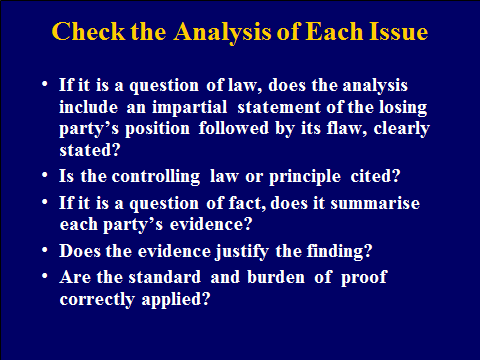 Check the Analysis of Each Issue
• If it is a question of law, does the analysis
include an impartial statement of the losing
party's position followed by its flaw, clearly
stated?
• Is the controlling law or principle cited?
• If it is a question of fact, does it summarise
each party's evidence?
• Does the evidence justify the finding?
• Are the standard and burden of proof
correctly applied?